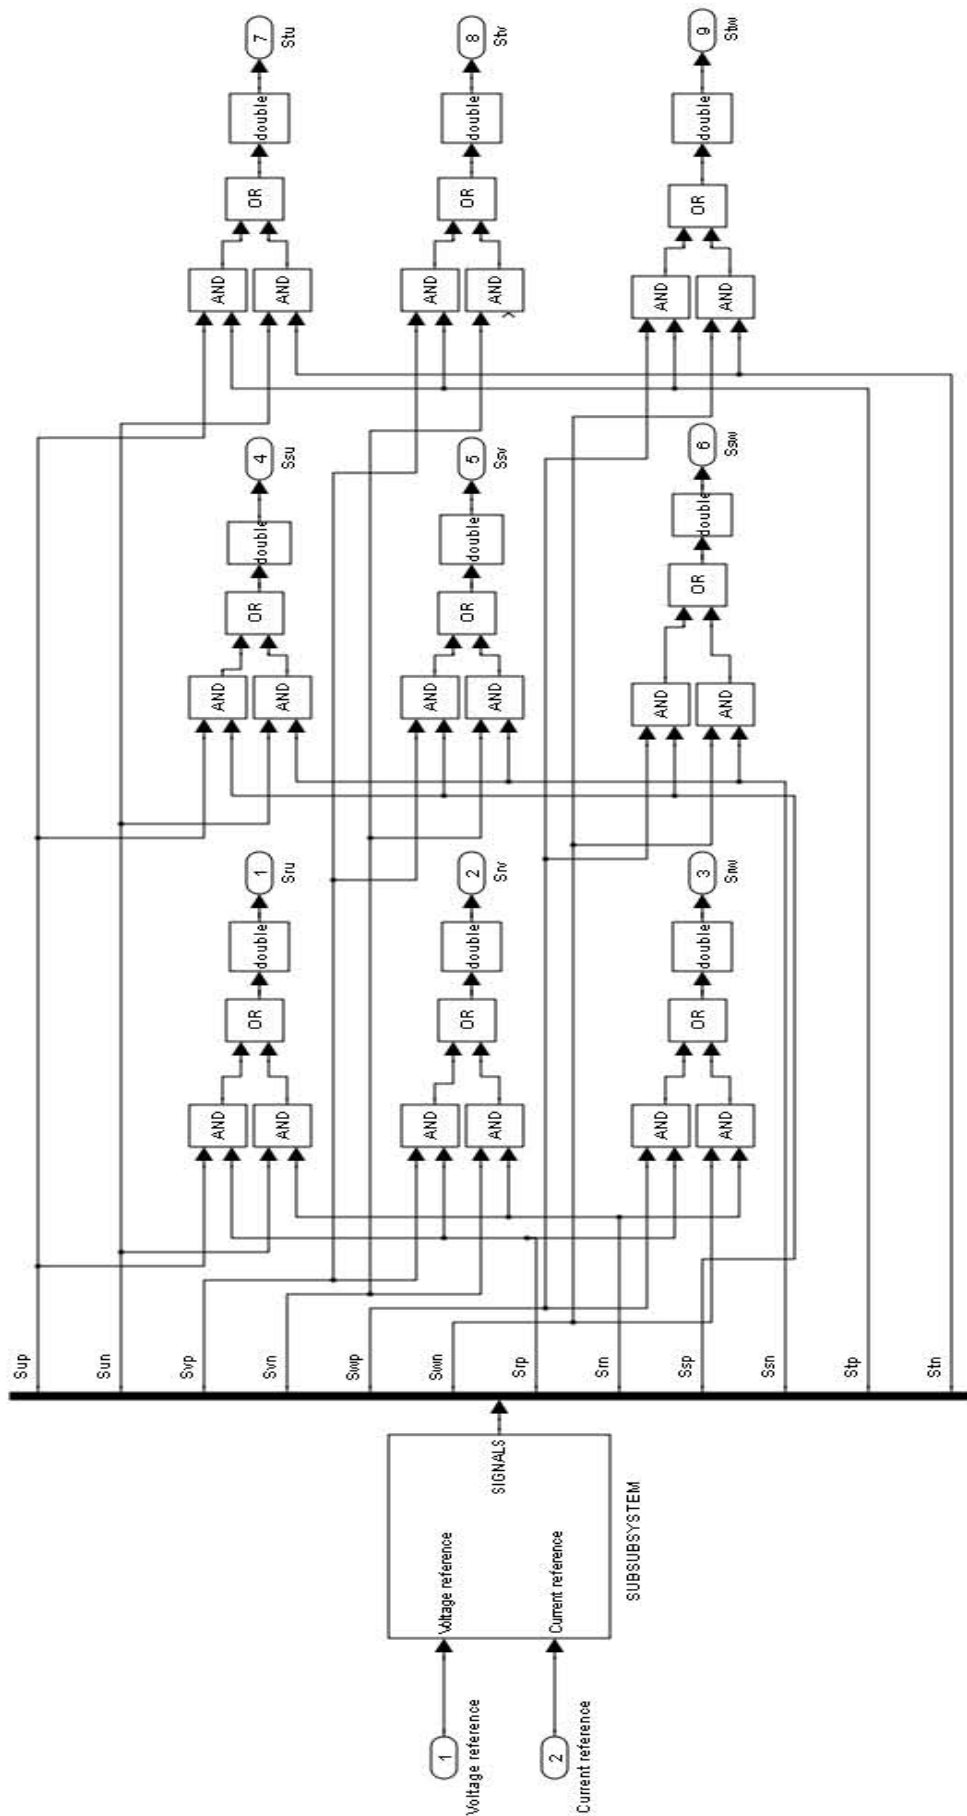 1
Voltage reference
2
Current reference
Voltage reference
Current reference
SIGNALS
SUBSUBSYSTEM
Sup
Sun
Svp
Svn
Swp
Swn
Srp
Srn
Ssp
Ssn
Stp
Stn
AND
AND
OR
double
1
Sru
AND
AND
OR
double
2
Srv
AND
AND
OR
double
3
Srw
AND
AND
OR
double
4
Ssu
AND
AND
OR
double
5
Ssv
AND
AND
OR
double
6
Ssw
AND
AND
OR
double
7
Stu
AND
AND
OR
double
8
Stv
AND
AND
OR
double
9
Stw